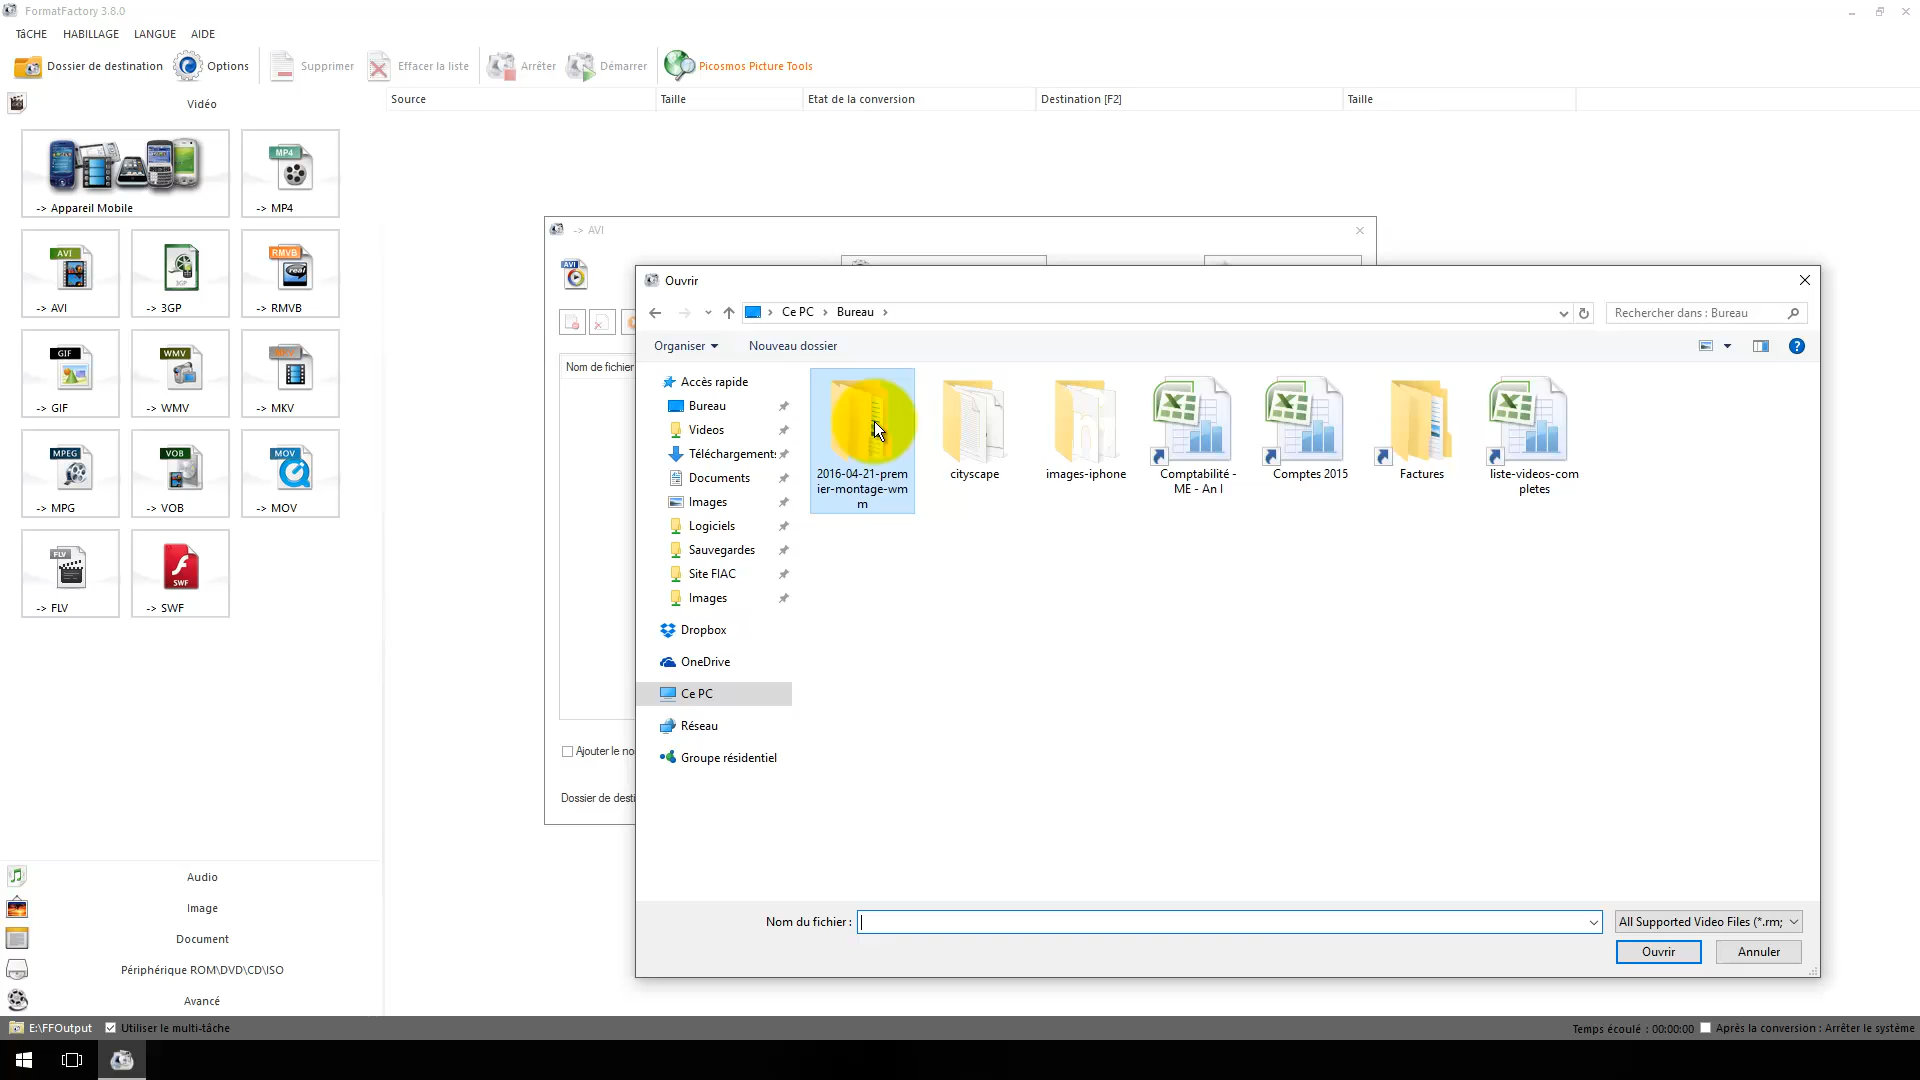 FormatFactory 3.8.0
TâCHE HABILLAGE LANGUE AIDE
Dossier de destination Options Supprimer Effacer la liste Arrêter Démarrer Picosmos Picture Tools
Vidéo
Source Taille Etat de la conversion Destination [F2] Taille
MP4
-> Appareil Mobile -> MP4
AVI 3GP RMVB real
-> AVI -> 3GP -> RMVB
GIF WMV
-> GIF -> WMV -> MKV
MPEG VOB MOV
-> MPG -> VOB -> MOV
FLV SWF
-> FLV -> SWF
Audio
Image
Document
Périphérique ROM\DVD\CD\ISO
Avancé
-> AVI
AVI
Nom de fichier
Ajouter le no
Dossier de desti
Ouvrir
Ce PC Bureau
Rechercher dans : Bureau
Organiser Nouveau dossier
Accès rapide
Bureau
Videos
Téléchargements
Documents
Images
Logiciels
Sauvegardes
Site FIAC
Images
Dropbox
OneDrive
Ce PC
Réseau
Groupe résidentiel
2016-04-21-prem
ier-montage-wm
m
cityscape
images-iphone
Comptabilité -
ME - An I
Comptes 2015
Factures
liste-videos-com
pletes
Nom du fichier :
All Supported Video Files (*.rm;
Ouvrir Annuler
E:\FFOutput Utiliser le multi-tâche Temps écoulé : 00:00:00 Après la conversion : Arrêter le système